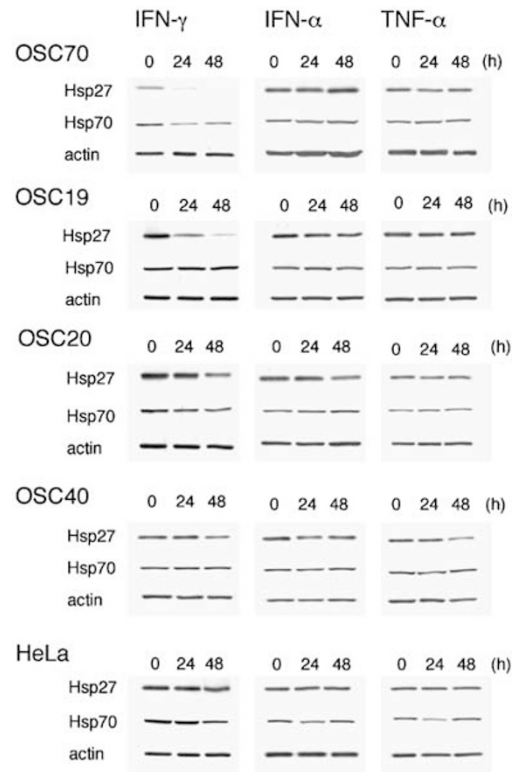 IFN-γ IFN-α TNF-α
OSC70
0 24 48 0 24 48 0 24 48 (h)
Hsp27
Hsp70
actin
OSC19
0 24 48 0 24 48 0 24 48 (h)
Hsp27
Hsp70
actin
OSC20
0 24 48 0 24 48 0 24 48 (h)
Hsp27
Hsp70
actin
OSC40
0 24 48 0 24 48 0 24 48 (h)
Hsp27
Hsp70
actin
HeLa
0 24 48 0 24 48 0 24 48 (h)
Hsp27
Hsp70
actin